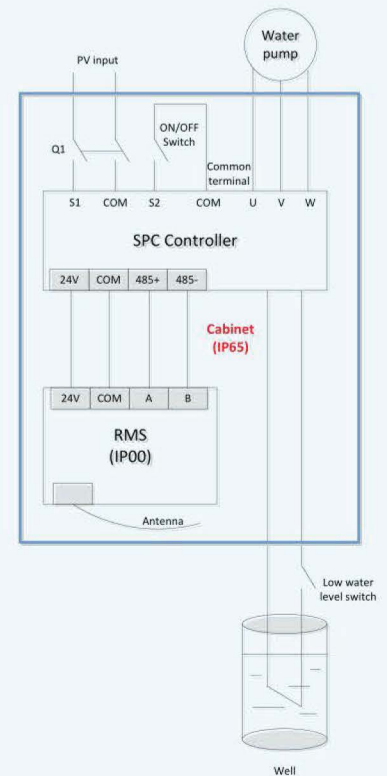 Water
pump
PV input
Q1
ON/OFF
Switch
Common
terminal
S1 COM S2 COM U V W
SPC Controller
24V COM 485+ 485-
Cabinet
(IP65)
24V COM A B
RMS
(IP00)
Antenna
Low water
level switch
Well